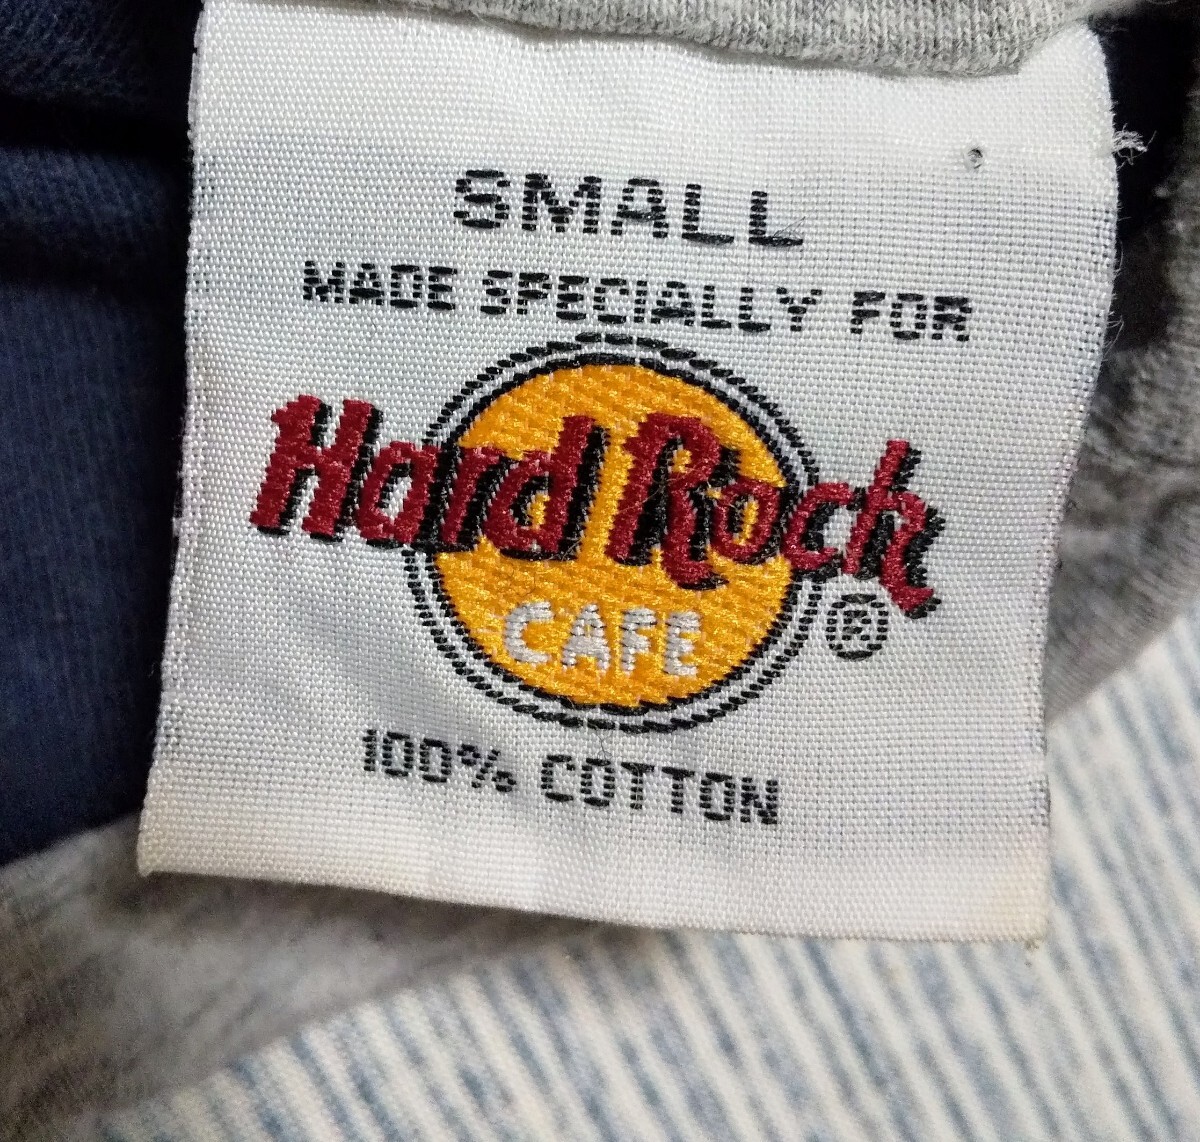 SMALL
MADE SPECIALLY FOR
Hard Rock
CAFE
®
100% COTTON